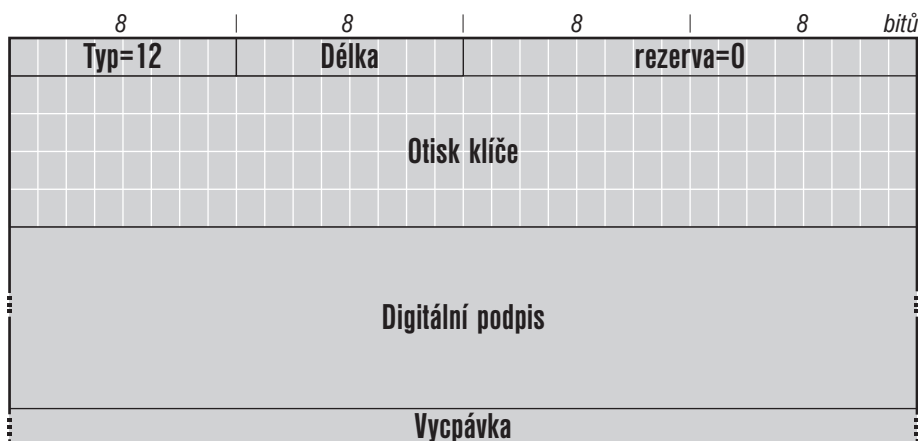 8 | 8 | 8 | 8 bitů
Typ=12 Délka rezerva=0
Otisk klíče
Digitální podpis
Vycpávka